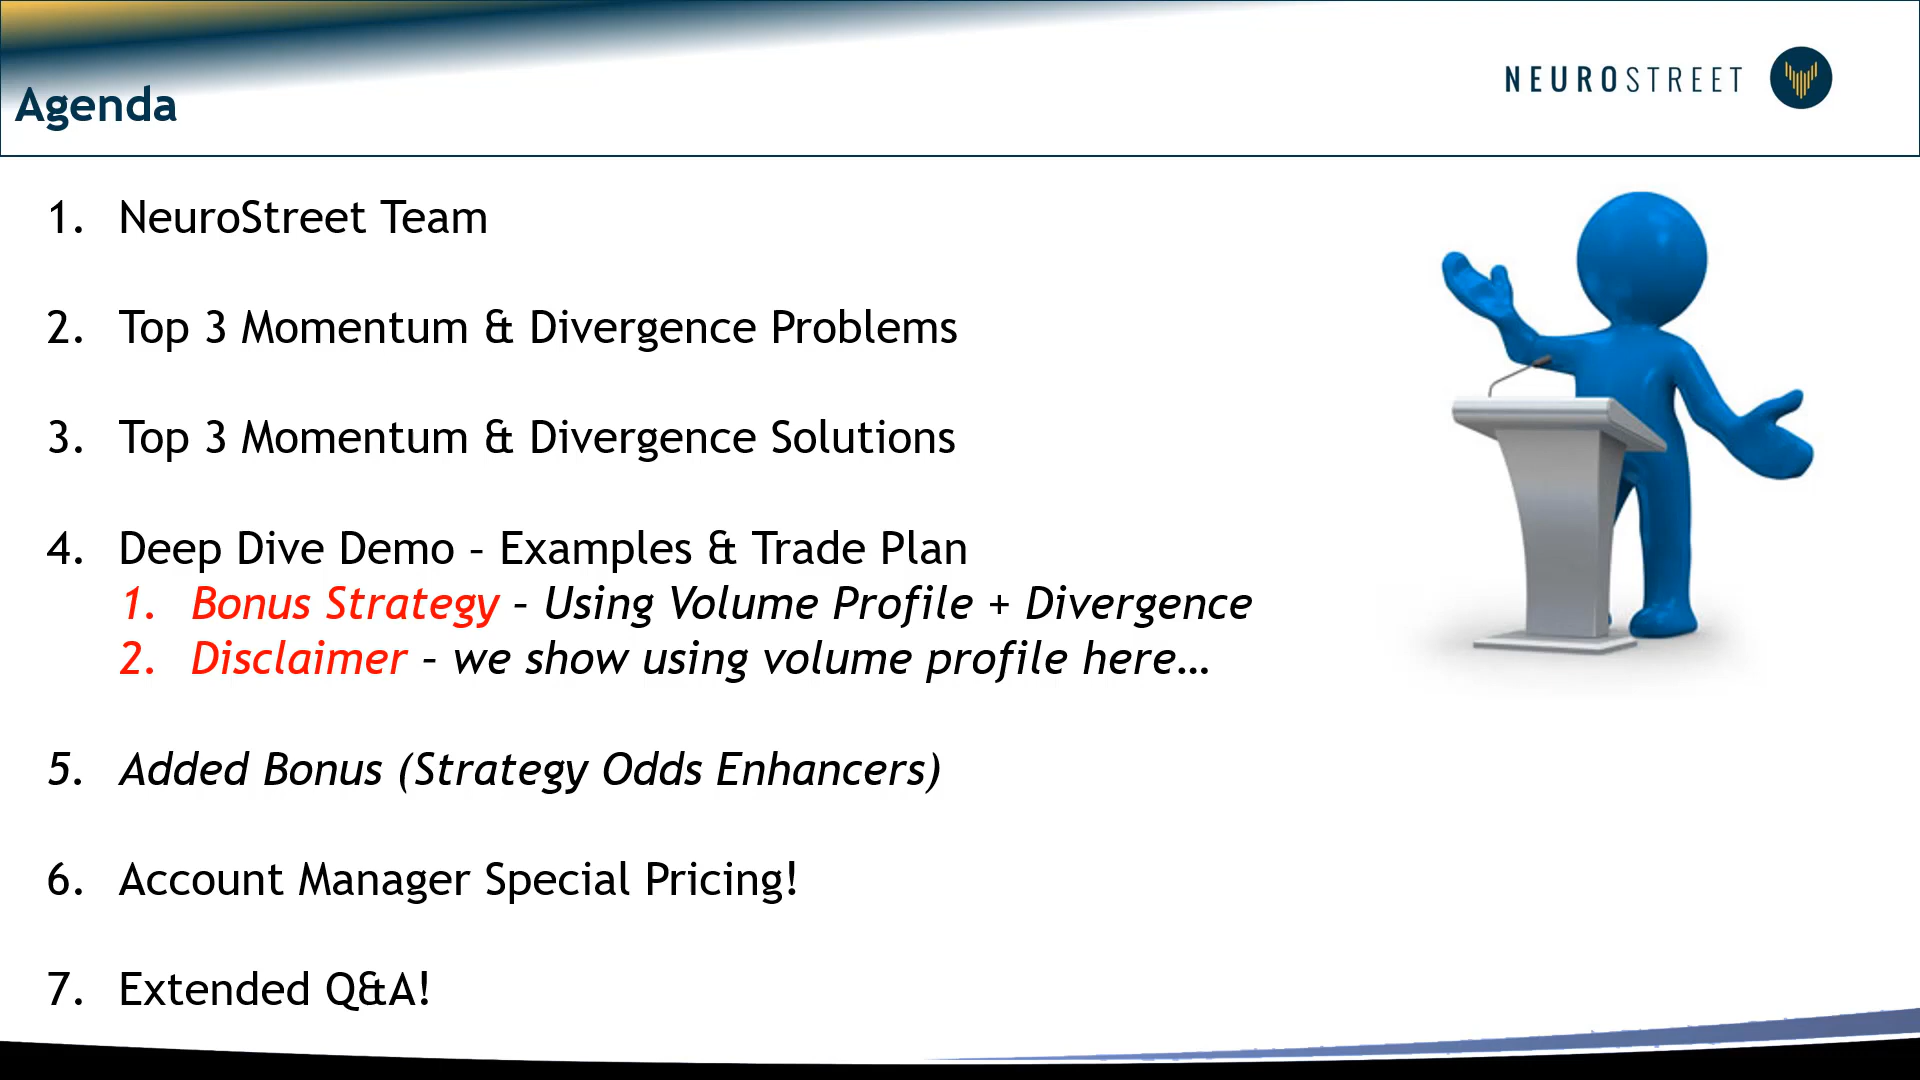 Agenda
NEUROSTREET
1. NeuroStreet Team
2. Top 3 Momentum & Divergence Problems
3. Top 3 Momentum & Divergence Solutions
4. Deep Dive Demo – Examples & Trade Plan
1. Bonus Strategy – Using Volume Profile + Divergence
2. Disclaimer – we show using volume profile here…
5. Added Bonus (Strategy Odds Enhancers)
6. Account Manager Special Pricing!
7. Extended Q&A!